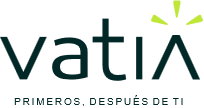 vatia
PRIMEROS, DESPUÉS DE TI